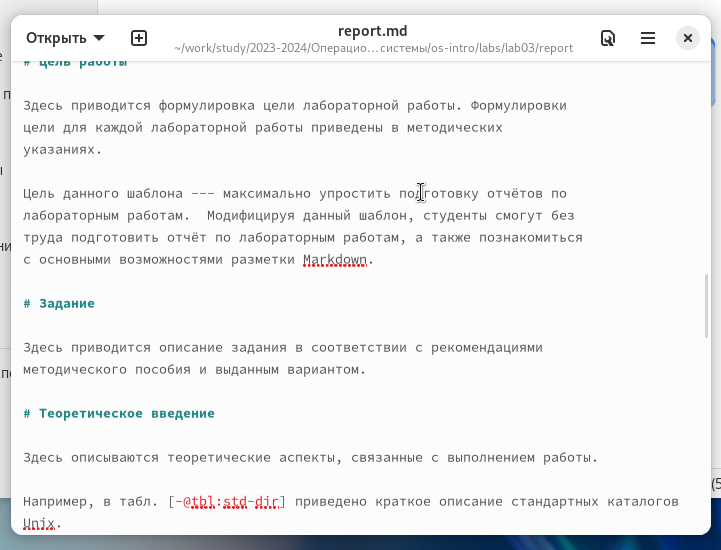 Открыть
report.md
~/work/study/2023-2024/Операцио…системы/os-intro/labs/lab03/report
# Цель работы
Здесь приводится формулировка цели лабораторной работы. Формулировки
цели для каждой лабораторной работы приведены в методических
указаниях.
Цель данного шаблона --- максимально упростить подготовку отчётов по
лабораторным работам.  Модифицируя данный шаблон, студенты смогут без
труда подготовить отчёт по лабораторным работам, а также познакомиться
с основными возможностями разметки Markdown.
# Задание
Здесь приводится описание задания в соответствии с рекомендациями
методического пособия и выданным вариантом.
# Теоретическое введение
Здесь описываются теоретические аспекты, связанные с выполнением работы.
Например, в табл. [-@tbl:std-dir] приведено краткое описание стандартных каталогов
Unix.